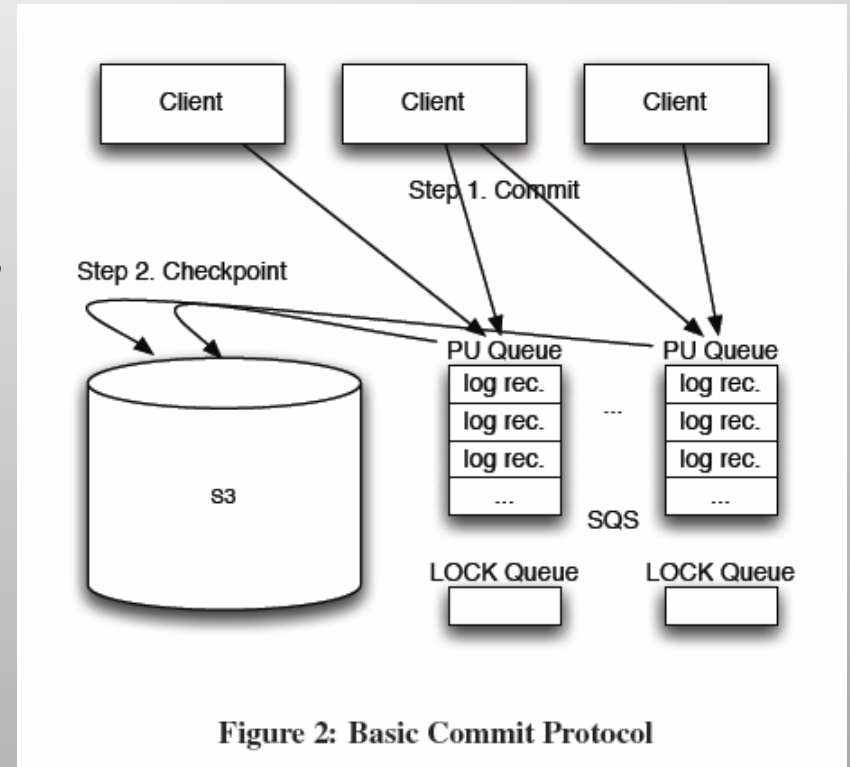 Client Client Client
Step 1. Commit
Step 2. Checkpoint
PU Queue PU Queue
log rec. log rec.
...
log rec. log rec.
log rec. log rec.
... ...
S3
SQS
LOCK Queue LOCK Queue
Figure 2: Basic Commit Protocol